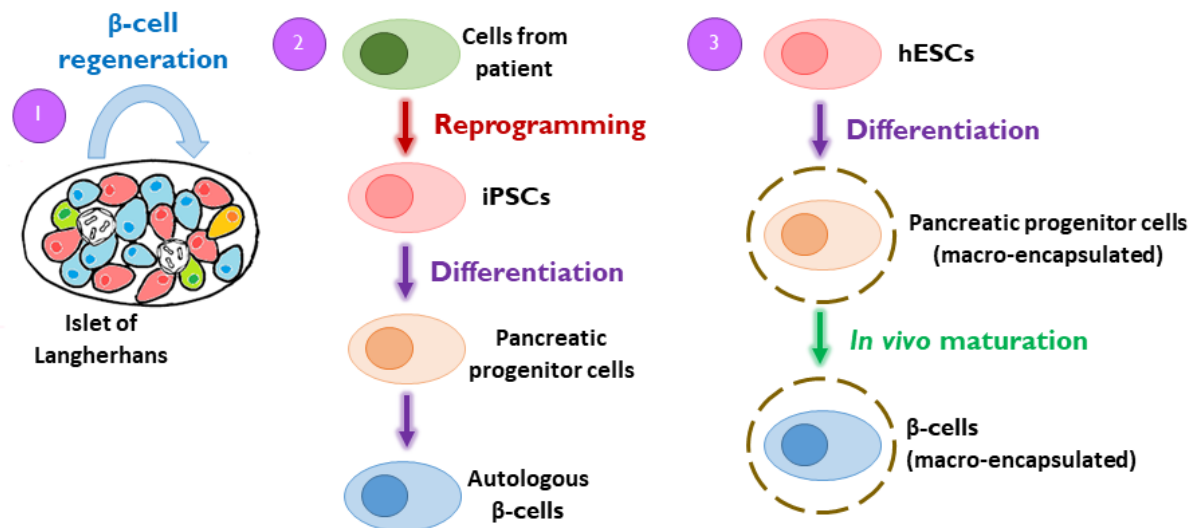 β-cell
regeneration
1
Islet of
Langherhans
2
Cells from
patient
Reprogramming
iPSCs
Differentiation
Pancreatic
progenitor cells
Autologous
β-cells
3
hESCs
Differentiation
Pancreatic progenitor cells
(macro-encapsulated)
In vivo maturation
β-cells
(macro-encapsulated)